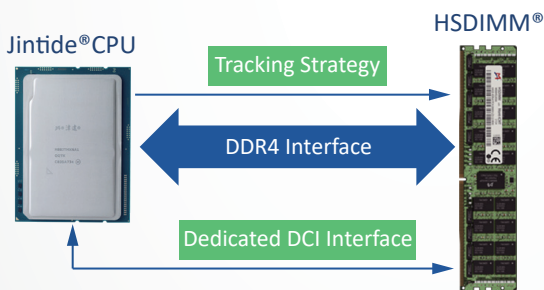 HSDIMM®
Jintide®CPU
Tracking Strategy
DDR4 Interface
Dedicated DCI Interface